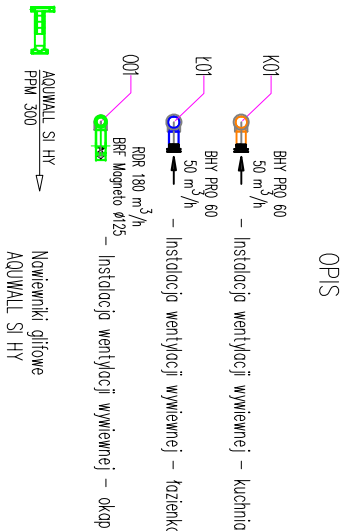 OPIS
K01
BHY PRO 60
50 m³/h
– Instalacja wentylacji wywiewnej – kuchnia
Ł01
BHY PRO 60
50 m³/h
– Instalacja wentylacji wywiewnej – łazienka
O01
RDR 180 m³/h
BRF Magneto ø125
– Instalacja wentylacji wywiewnej – okap
AQUWALL SI HY
PPM 300
Nawiewniki glifowe
AQUWALL SI HY